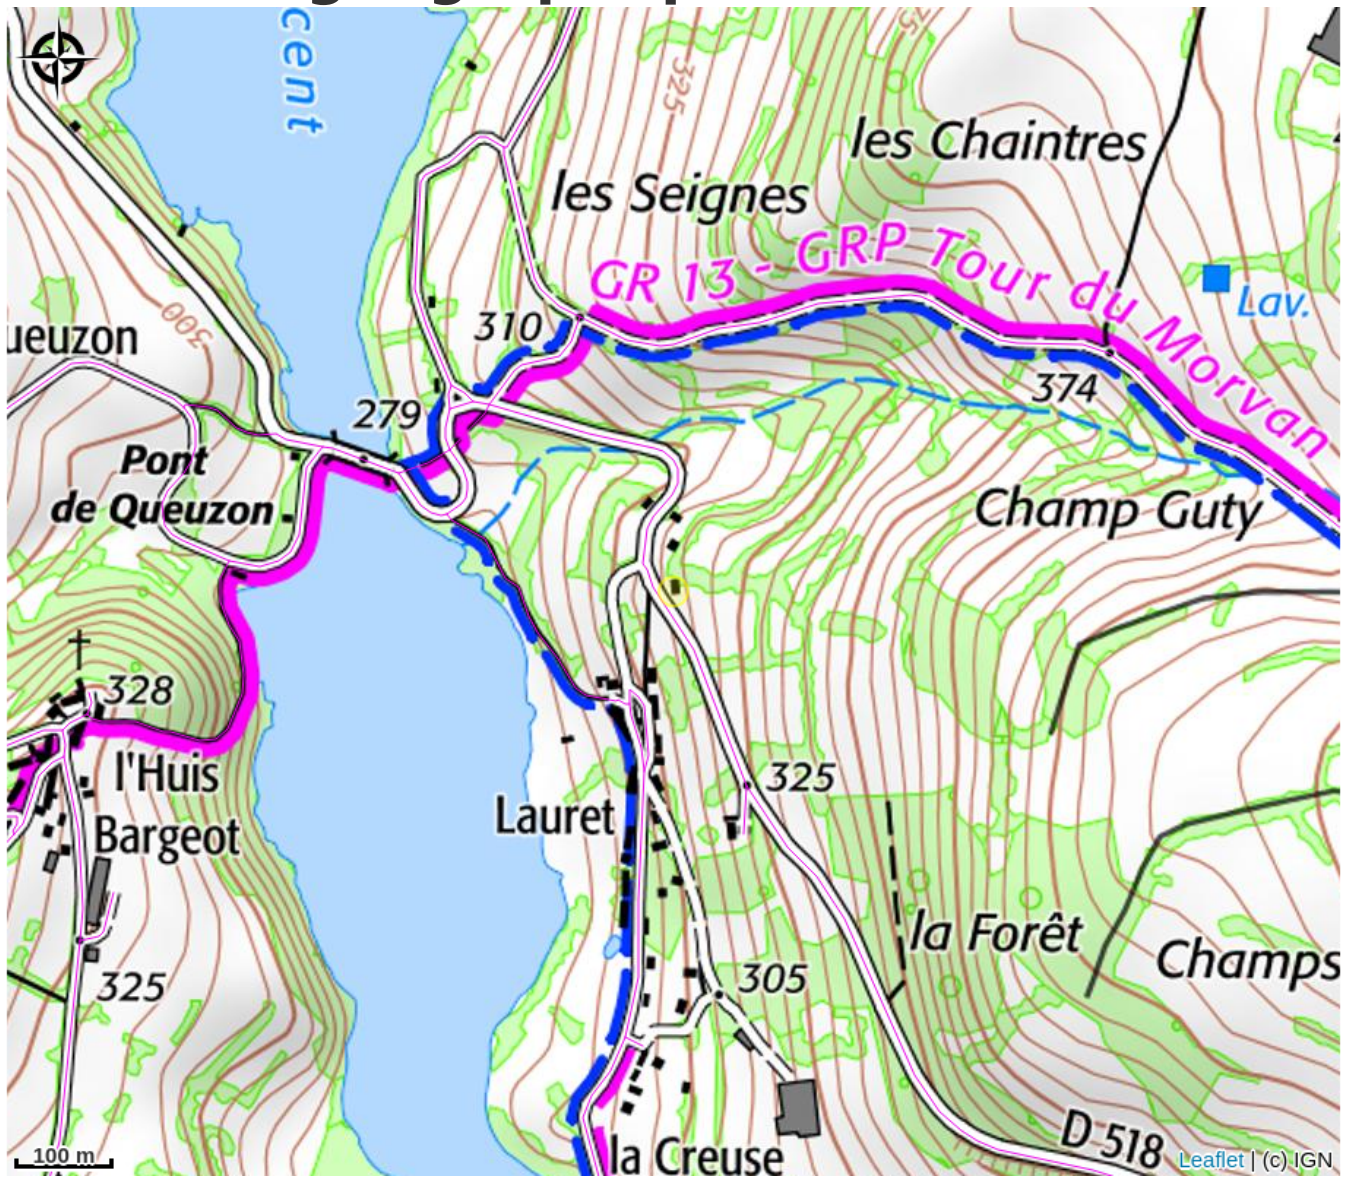 cent
325
75
les Chaintres
les Seignes
GR 13 - GRP Tour du Morvan
Lav.
300
ueuzon
310
374
279
Pont
de Queuzon
Champ Guty
328
l'Huis
Bargeot
325
Lauret
325
la Forêt
Champs
305
D 518
la Creuse
100 m
Leaflet | (c) IGN